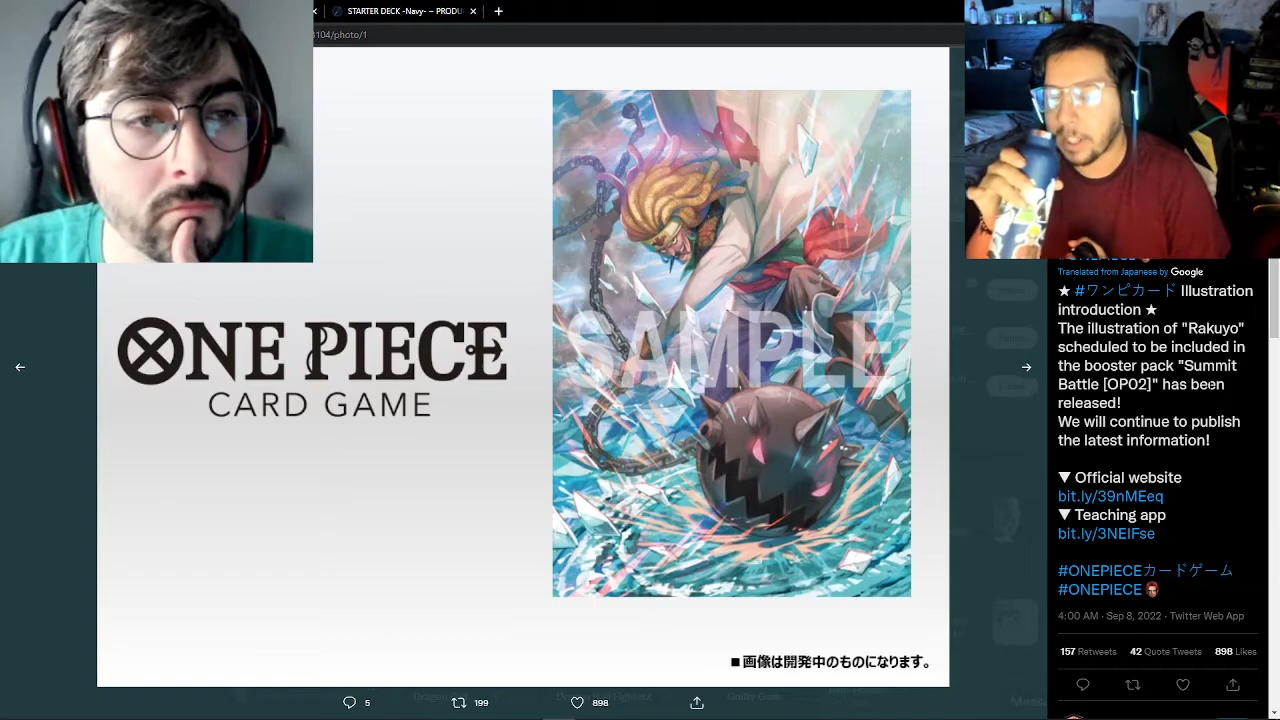 STARTER DECK -Navy- – PRODU
3104/photo/1
ONE PIECE
CARD GAME
SAMPLE
■画像は開発中のものになります。
Translated from Japanese by Google
★ #ワンピカード Illustration
introduction ★
The illustration of "Rakuyo"
scheduled to be included in
the booster pack "Summit
Battle [OP02]" has been
released!
We will continue to publish
the latest information!
▼ Official website
bit.ly/39nMEeq
▼ Teaching app
bit.ly/3NEIFse
#ONEPIECEカードゲーム
#ONEPIECE
4:00 AM · Sep 8, 2022 · Twitter Web App
157 Retweets 42 Quote Tweets 898 Likes
5 199 898